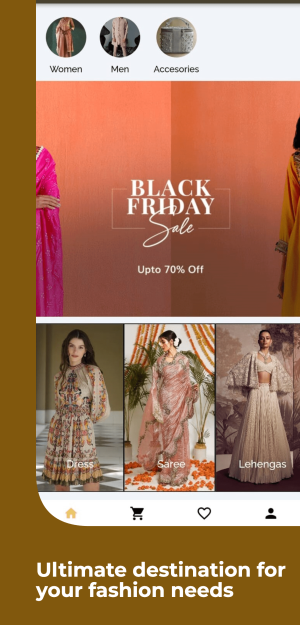 Women Men Accesories
BLACK
FRIDAY
Sale
Upto 70% Off
Dress Saree Lehengas
Ultimate destination for
your fashion needs